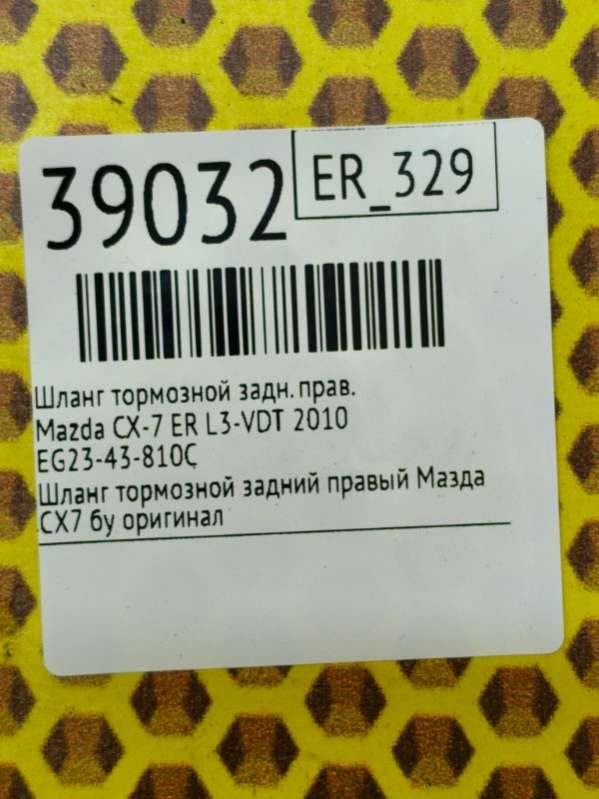 39032
ER_329
Шланг тормозной задн. прав.
Mazda CX-7 ER L3-VDT 2010
EG23-43-810C
Шланг тормозной задний правый Мазда
CX7 бу оригинал